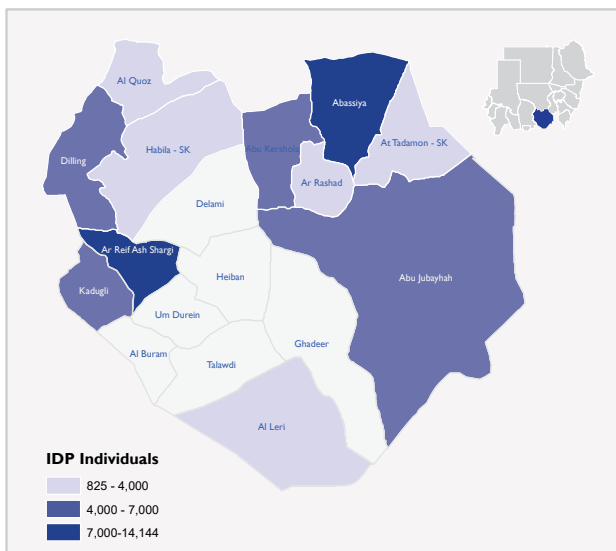 Al Quoz
Abassiya
Dilling
Habila - SK
Abu Kershola
At Tadamon - SK
Ar Rashad
Delami
Ar Reif Ash Shargi
Heiban
Abu Jubayhah
Kadugli
Um Durein
Al Buram
Talawdi
Ghadeer
Al Leri
IDP Individuals
825 - 4,000
4,000 - 7,000
7,000-14,144